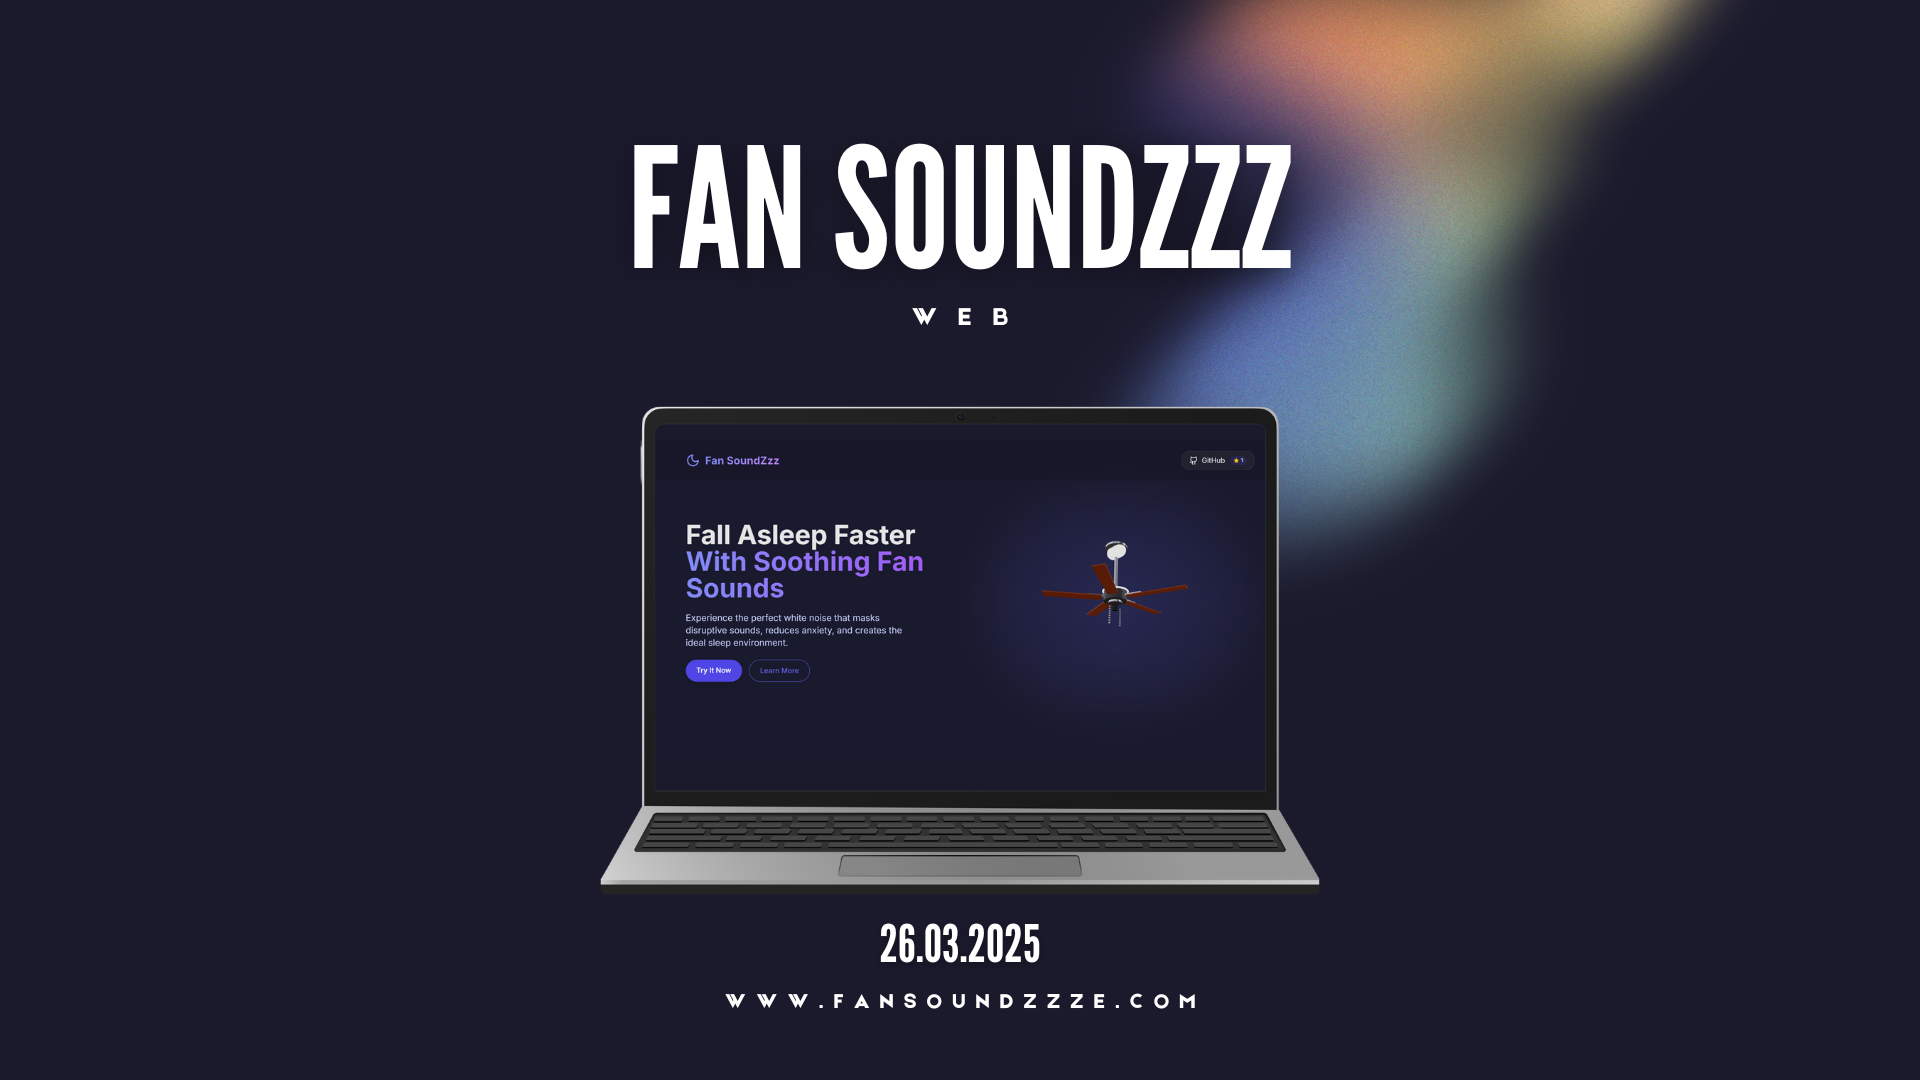 FAN SOUNDZZZ
WEB
Fan SoundZzz
GitHub ★ 1
Fall Asleep Faster
With Soothing Fan
Sounds
Experience the perfect white noise that masks
disruptive sounds, reduces anxiety, and creates the
ideal sleep environment.
Try It Now
Learn More
26.03.2025
WWW.FANSOUNDZZZE.COM